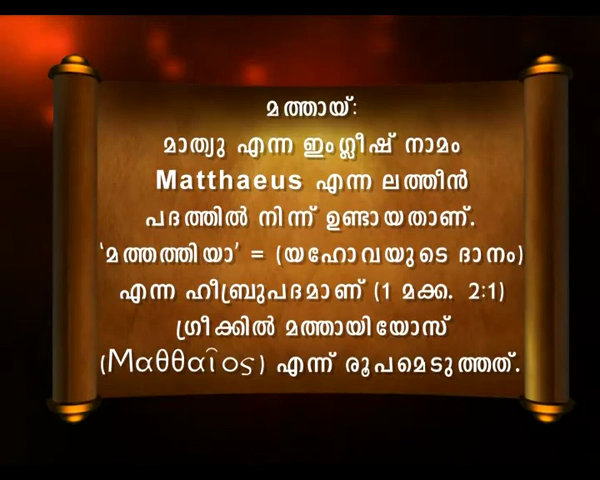 മത്തായ്:
മാത്യു എന്ന ഇംഗ്ലീഷ് നാമം
Matthaeus എന്ന ലത്തീൻ
പദത്തിൽ നിന്ന് ഉണ്ടായതാണ്.
'മത്തത്തിയാ' = (യഹോവയുടെ ദാനം)
എന്ന ഹീബ്രുപദമാണ് (1 മക്ക. 2:1)
ഗ്രീക്കിൽ മത്തായിയോസ്
(Μαθθαῖος) എന്ന് രൂപമെടുത്തത്.